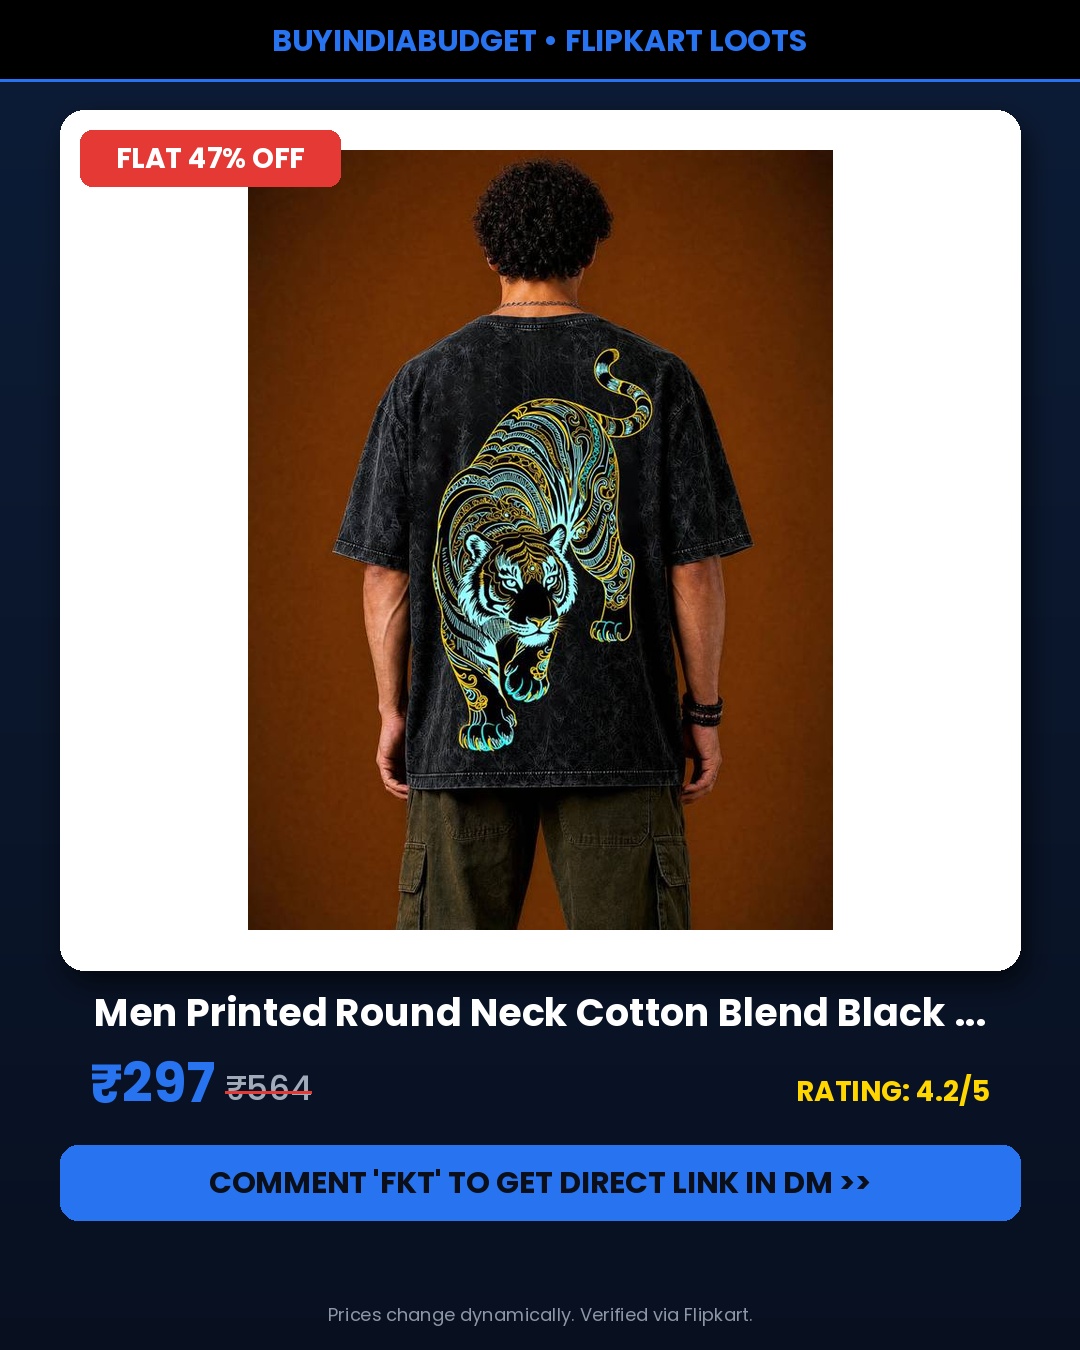 BUYINDIABUDGET • FLIPKART LOOTS
FLAT 47% OFF
Men Printed Round Neck Cotton Blend Black ...
₹297 ₹564
RATING: 4.2/5
COMMENT 'FKT' TO GET DIRECT LINK IN DM >>
Prices change dynamically. Verified via Flipkart.